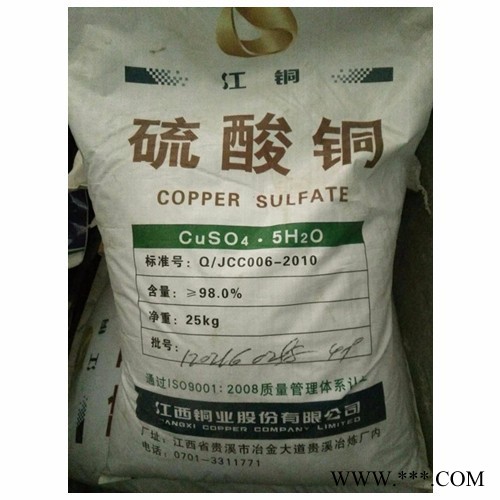 江铜
硫酸铜
COPPER SULFATE
CuSO4·5H2O
标准号：Q/JCC006-2010
含量：≥98.0%
净重：25kg
批号：
通过ISO9001:2008质量管理体系认
江西铜业股份有限公司
JIANGXI COPPER COMPANY LIMITED
厂址：江西省贵溪市冶金大道贵溪冶炼厂内
电话：0701-3311771
WWW.***.COM